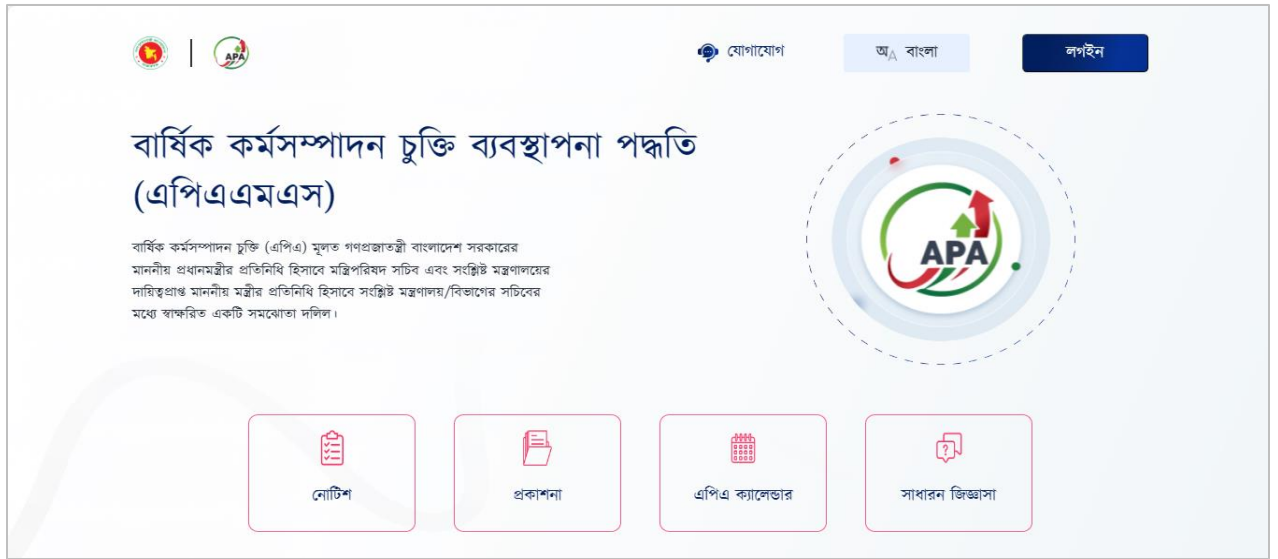 APA
যোগাযোগ
অA বাংলা
লগইন
বার্ষিক কর্মসম্পাদন চুক্তি ব্যবস্থাপনা পদ্ধতি
(এপিএএমএস)
বার্ষিক কর্মসম্পাদন চুক্তি (এপিএ) মূলত গণপ্রজাতন্ত্রী বাংলাদেশ সরকারের
মাননীয় প্রধানমন্ত্রীর প্রতিনিধি হিসাবে মন্ত্রিপরিষদ সচিব এবং সংশ্লিষ্ট মন্ত্রণালয়ের
দায়িত্বপ্রাপ্ত মাননীয় মন্ত্রীর প্রতিনিধি হিসাবে সংশ্লিষ্ট মন্ত্রণালয়/বিভাগের সচিবের
মধ্যে স্বাক্ষরিত একটি সমঝোতা দলিল।
APA
নোটিশ
প্রকাশনা
এপিএ ক্যালেন্ডার
সাধারন জিজ্ঞাসা